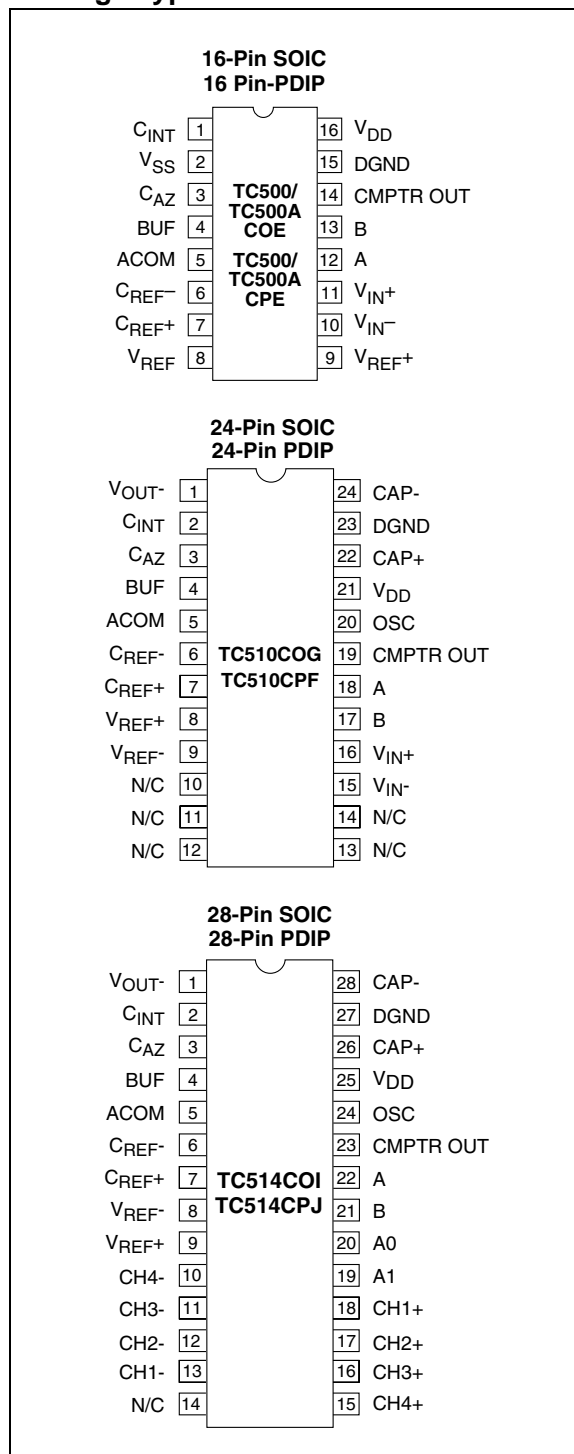 16-Pin SOIC
16 Pin-PDIP
CINT 1 16 VDD
VSS 2 15 DGND
CAZ 3 TC500/ 14 CMPTR OUT
TC500A
BUF 4 COE 13 B
ACOM 5 TC500/ 12 A
TC500A
CREF– 6 CPE 11 VIN+
CREF+ 7 10 VIN–
VREF 8 9 VREF+
24-Pin SOIC
24-Pin PDIP
VOUT- 1 24 CAP-
CINT 2 23 DGND
CAZ 3 22 CAP+
BUF 4 21 VDD
ACOM 5 20 OSC
CREF- 6 TC510COG 19 CMPTR OUT
CREF+ 7 TC510CPF 18 A
VREF+ 8 17 B
VREF- 9 16 VIN+
N/C 10 15 VIN-
N/C 11 14 N/C
N/C 12 13 N/C
28-Pin SOIC
28-Pin PDIP
VOUT- 1 28 CAP-
CINT 2 27 DGND
CAZ 3 26 CAP+
BUF 4 25 VDD
ACOM 5 24 OSC
CREF- 6 23 CMPTR OUT
CREF+ 7 TC514COI 22 A
VREF- 8 TC514CPJ 21 B
VREF+ 9 20 A0
CH4- 10 19 A1
CH3- 11 18 CH1+
CH2- 12 17 CH2+
CH1- 13 16 CH3+
N/C 14 15 CH4+